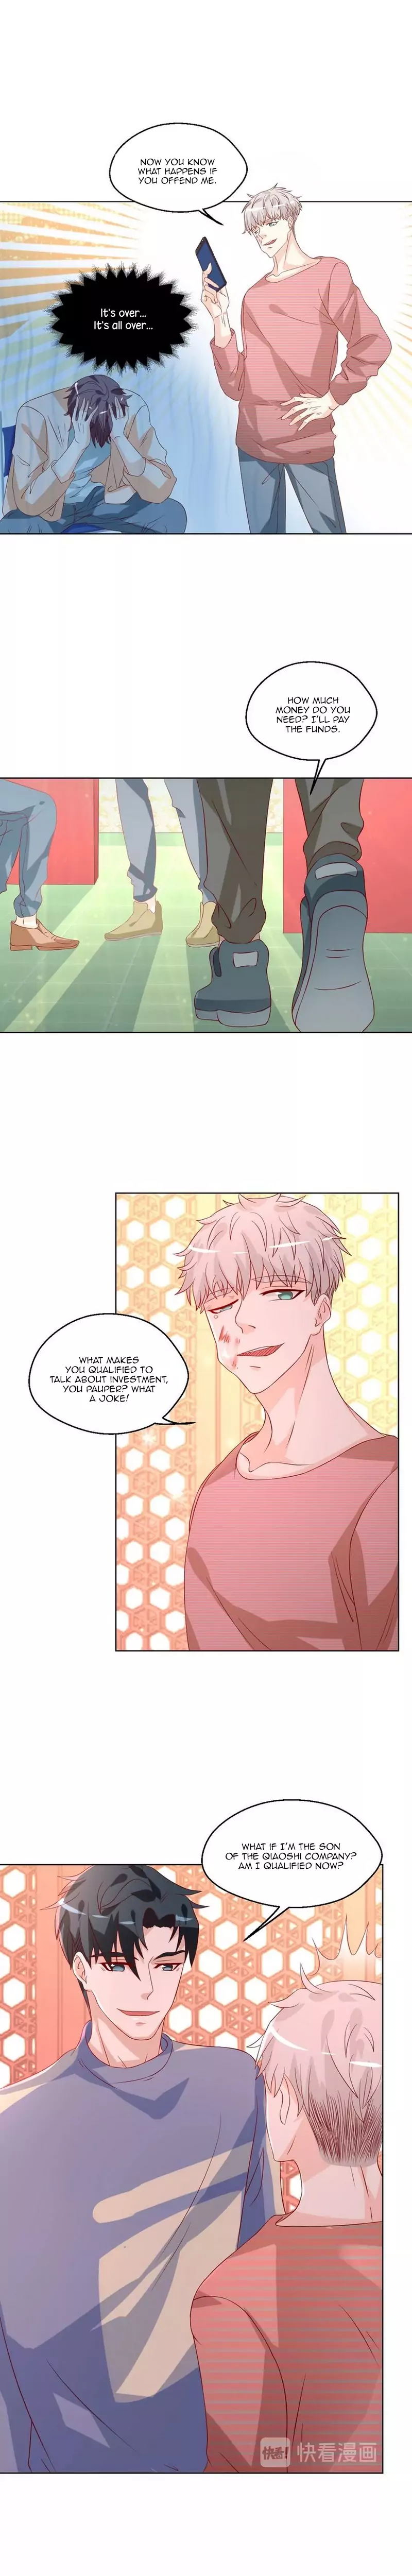 NOW YOU KNOW
WHAT HAPPENS IF
YOU OFFEND ME.
It's over...
It's all over...
HOW MUCH
MONEY DO YOU
NEED? I'LL PAY
THE FUNDS.
WHAT MAKES
YOU QUALIFIED TO
TALK ABOUT INVESTMENT,
YOU PAUPER? WHAT
A JOKE!
WHAT IF I'M THE SON
OF THE QIAOSHI COMPANY?
AM I QUALIFIED NOW?
快看! 快看漫画